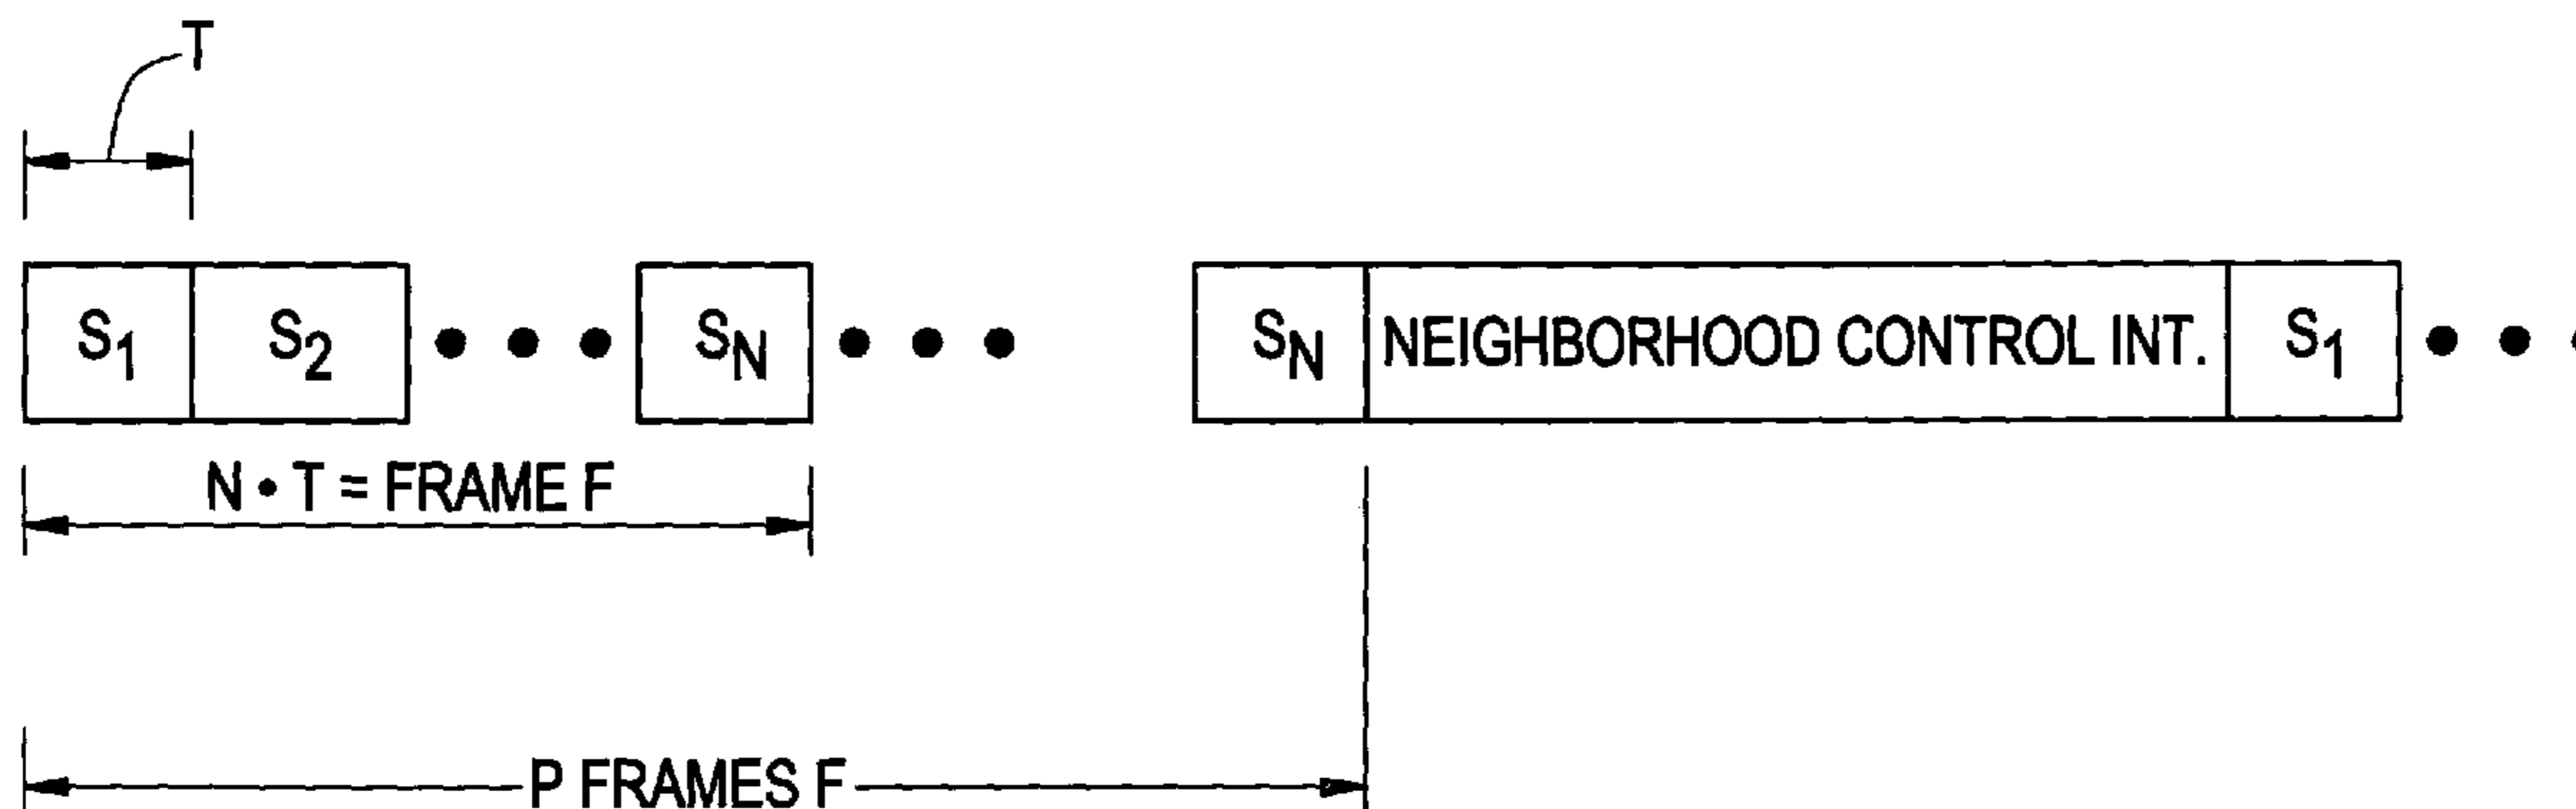 T
S1 S2 • • • SN • • • SN NEIGHBORHOOD CONTROL INT. S1 • • •
N • T = FRAME F
P FRAMES F